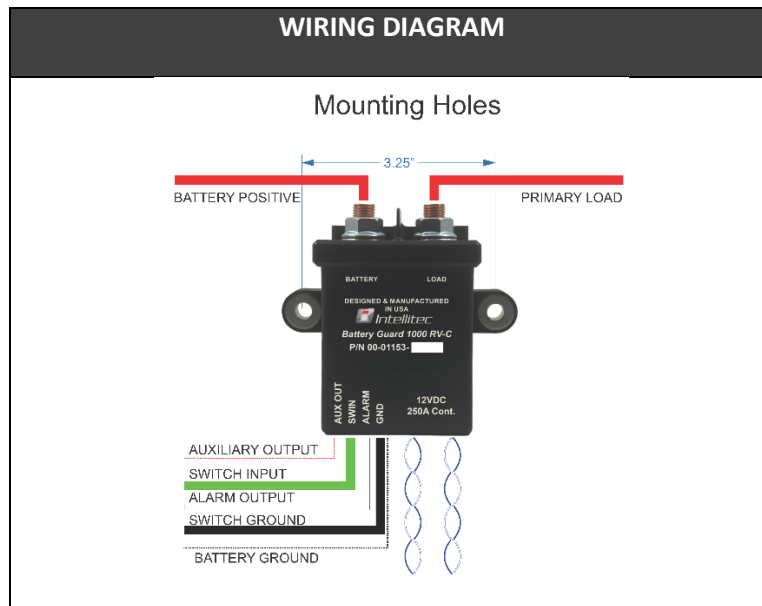 WIRING DIAGRAM
Mounting Holes
3.25"
BATTERY POSITIVE
PRIMARY LOAD
BATTERY LOAD
DESIGNED & MANUFACTURED
IN USA
Intellitec
Battery Guard 1000 RV-C
P/N 00-01153-
AUX OUT
SWIN
ALARM
GND
12VDC
250A Cont.
AUXILIARY OUTPUT
SWITCH INPUT
ALARM OUTPUT
SWITCH GROUND
BATTERY GROUND